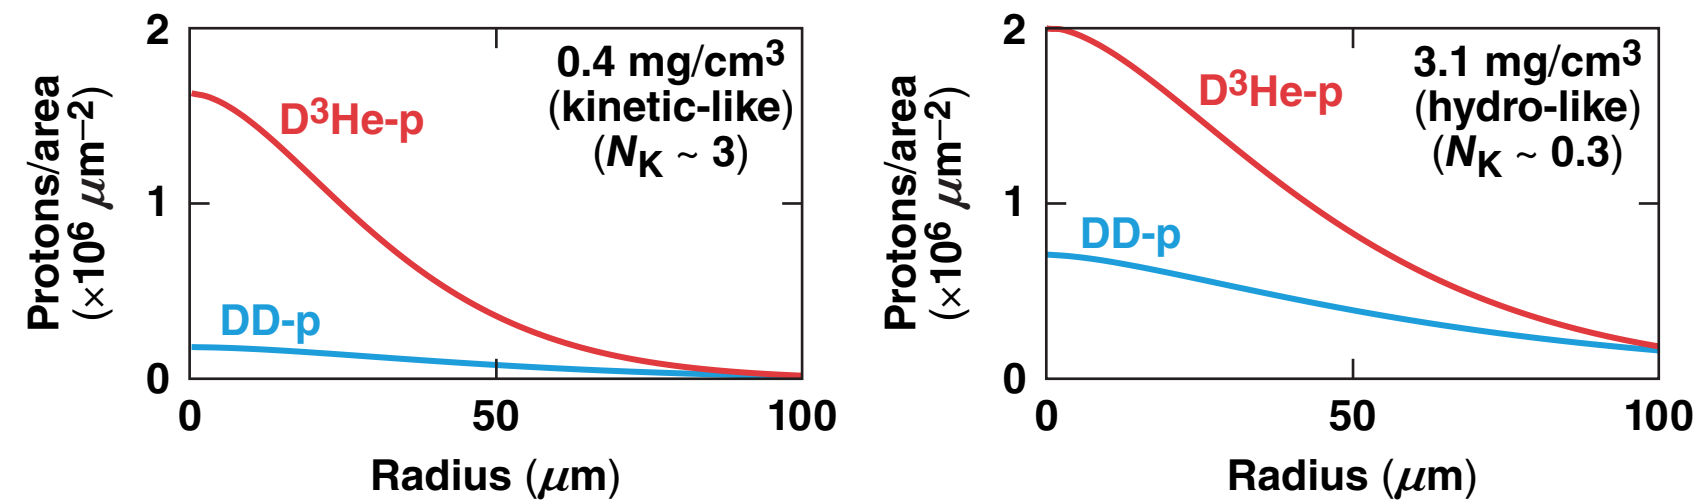 Protons/area
(×10⁶ μm⁻²)
2
1
0
0.4 mg/cm³
(kinetic-like)
(N_K ~ 3)
D³He-p
DD-p
0
50
100
Radius (μm)
Protons/area
(×10⁶ μm⁻²)
2
1
0
3.1 mg/cm³
(hydro-like)
(N_K ~ 0.3)
D³He-p
DD-p
0
50
100
Radius (μm)